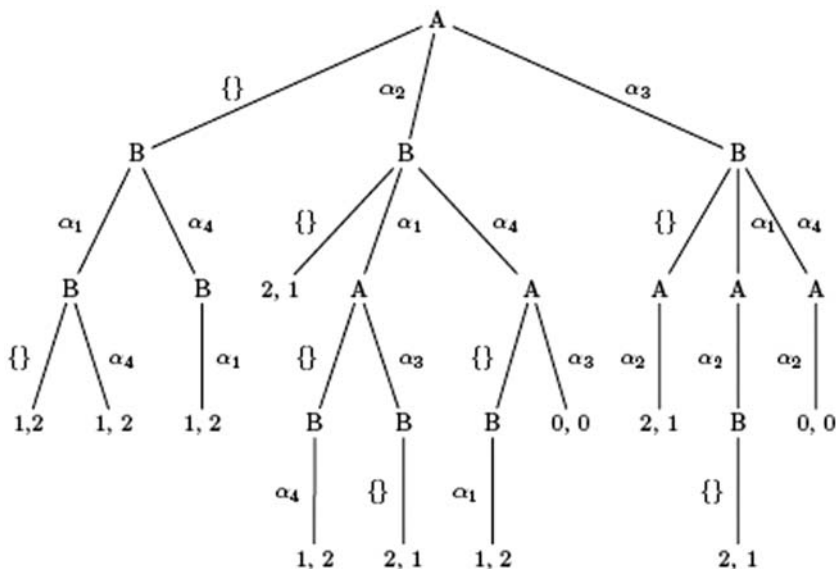 A
{} α₂ α₃
B B B
α₁ α₄ {} α₁ α₄ {} α₁ α₄
B B 2, 1 A A A A A
{} α₄ α₁ {} α₃ {} α₃ α₂ α₂ α₂
1,2 1, 2 1, 2 B B B 0, 0 2, 1 B 0, 0
α₄ {} α₁ {}
1, 2 2, 1 1, 2 2, 1